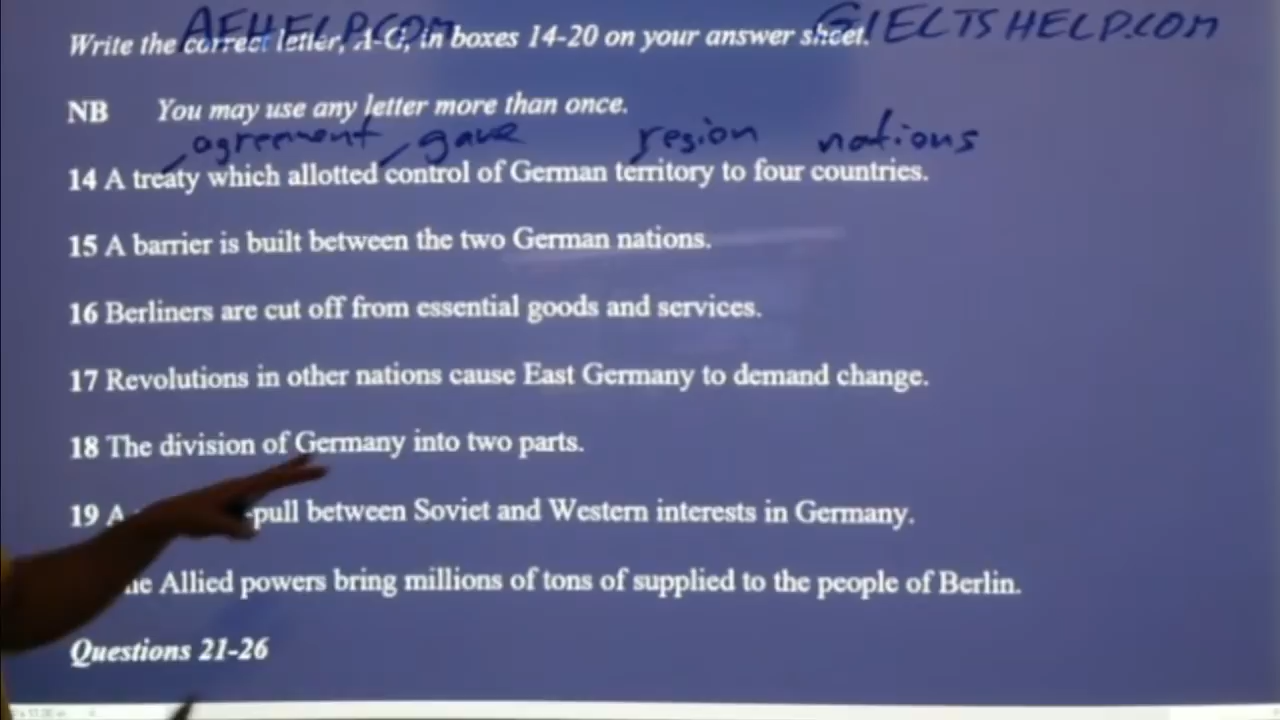 AEHELP.COM GIELTSHELP.COM
Write the correct letter, A-G, in boxes 14-20 on your answer sheet.
NB You may use any letter more than once.
agreement gave region nations
14 A treaty which allotted control of German territory to four countries.
15 A barrier is built between the two German nations.
16 Berliners are cut off from essential goods and services.
17 Revolutions in other nations cause East Germany to demand change.
18 The division of Germany into two parts.
19 A -pull between Soviet and Western interests in Germany.
Allied powers bring millions of tons of supplied to the people of Berlin.
Questions 21-26